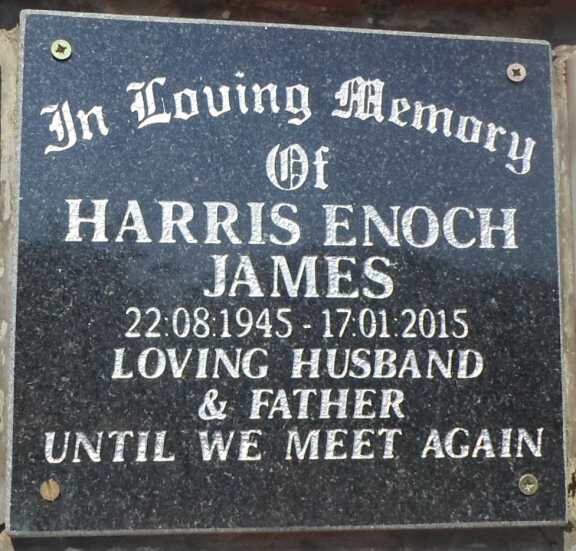 In Loving Memory
Of
HARRIS ENOCH
JAMES
22:08:1945 - 17:01:2015
LOVING HUSBAND
& FATHER
UNTIL WE MEET AGAIN